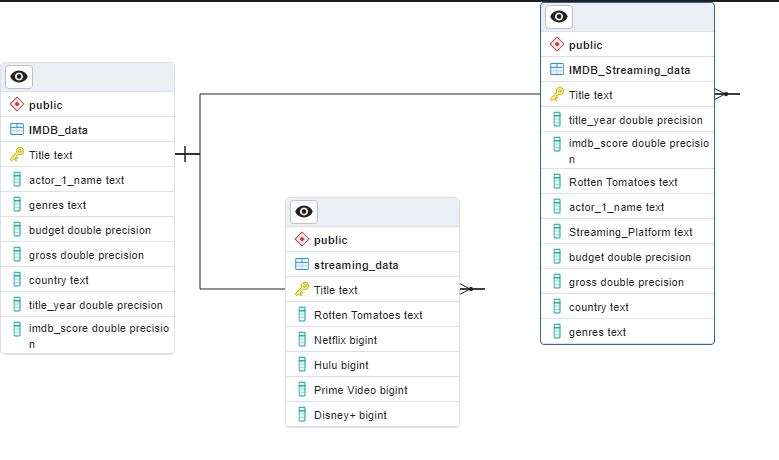 public
IMDB_data
Title text
actor_1_name text
genres text
budget double precision
gross double precision
country text
title_year double precision
imdb_score double precisio
n
public
streaming_data
Title text
Rotten Tomatoes text
Netflix bigint
Hulu bigint
Prime Video bigint
Disney+ bigint
public
IMDB_Streaming_data
Title text
title_year double precision
imdb_score double precisio
n
Rotten Tomatoes text
actor_1_name text
Streaming_Platform text
budget double precision
gross double precision
country text
genres text